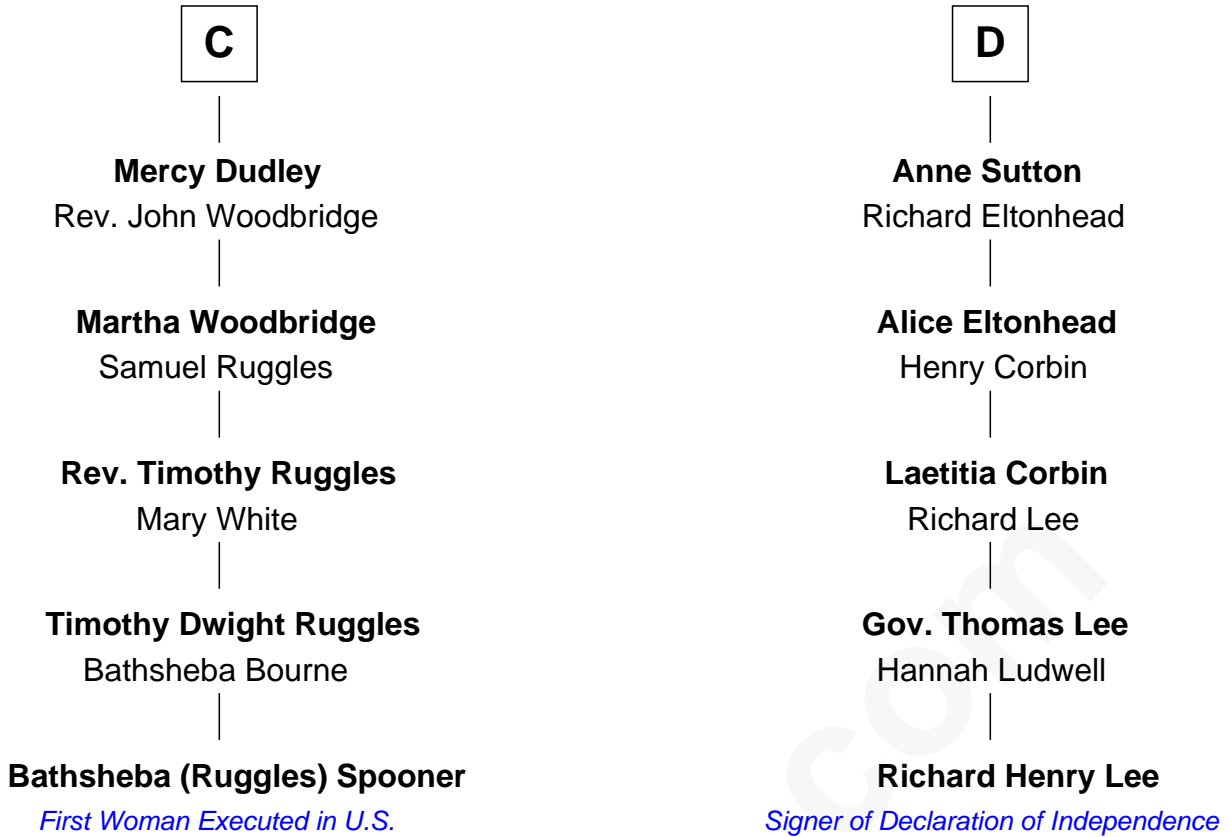 C
Mercy Dudley
Rev. John Woodbridge
Martha Woodbridge
Samuel Ruggles
Rev. Timothy Ruggles
Mary White
Timothy Dwight Ruggles
Bathsheba Bourne
Bathsheba (Ruggles) Spooner
First Woman Executed in U.S.
D
Anne Sutton
Richard Eltonhead
Alice Eltonhead
Henry Corbin
Laetitia Corbin
Richard Lee
Gov. Thomas Lee
Hannah Ludwell
Richard Henry Lee
Signer of Declaration of Independence
com